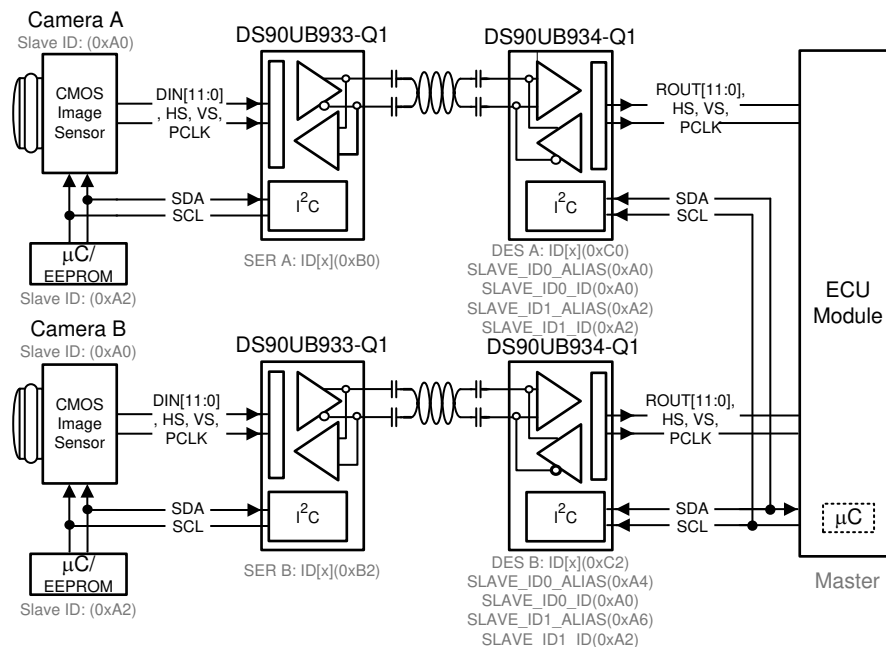 Camera A
Slave ID: (0xA0)
CMOS
Image
Sensor
DIN[11:0]
, HS, VS,
PCLK
SDA
SCL
µC/
EEPROM
Slave ID: (0xA2)
DS90UB933-Q1
I2C
SER A: ID[x](0xB0)
DS90UB934-Q1
I2C
DES A: ID[x](0xC0)
SLAVE_ID0_ALIAS(0xA0)
SLAVE_ID0_ID(0xA0)
SLAVE_ID1_ALIAS(0xA2)
SLAVE_ID1_ID(0xA2)
ROUT[11:0],
HS, VS,
PCLK
SDA
SCL
ECU
Module
Camera B
Slave ID: (0xA0)
CMOS
Image
Sensor
DIN[11:0]
, HS, VS,
PCLK
SDA
SCL
µC/
EEPROM
Slave ID: (0xA2)
DS90UB933-Q1
I2C
SER B: ID[x](0xB2)
DS90UB934-Q1
I2C
DES B: ID[x](0xC2)
SLAVE_ID0_ALIAS(0xA4)
SLAVE_ID0_ID(0xA0)
SLAVE_ID1_ALIAS(0xA6)
SLAVE_ID1_ID(0xA2)
ROUT[11:0],
HS, VS,
PCLK
SDA
SCL
µC
Master